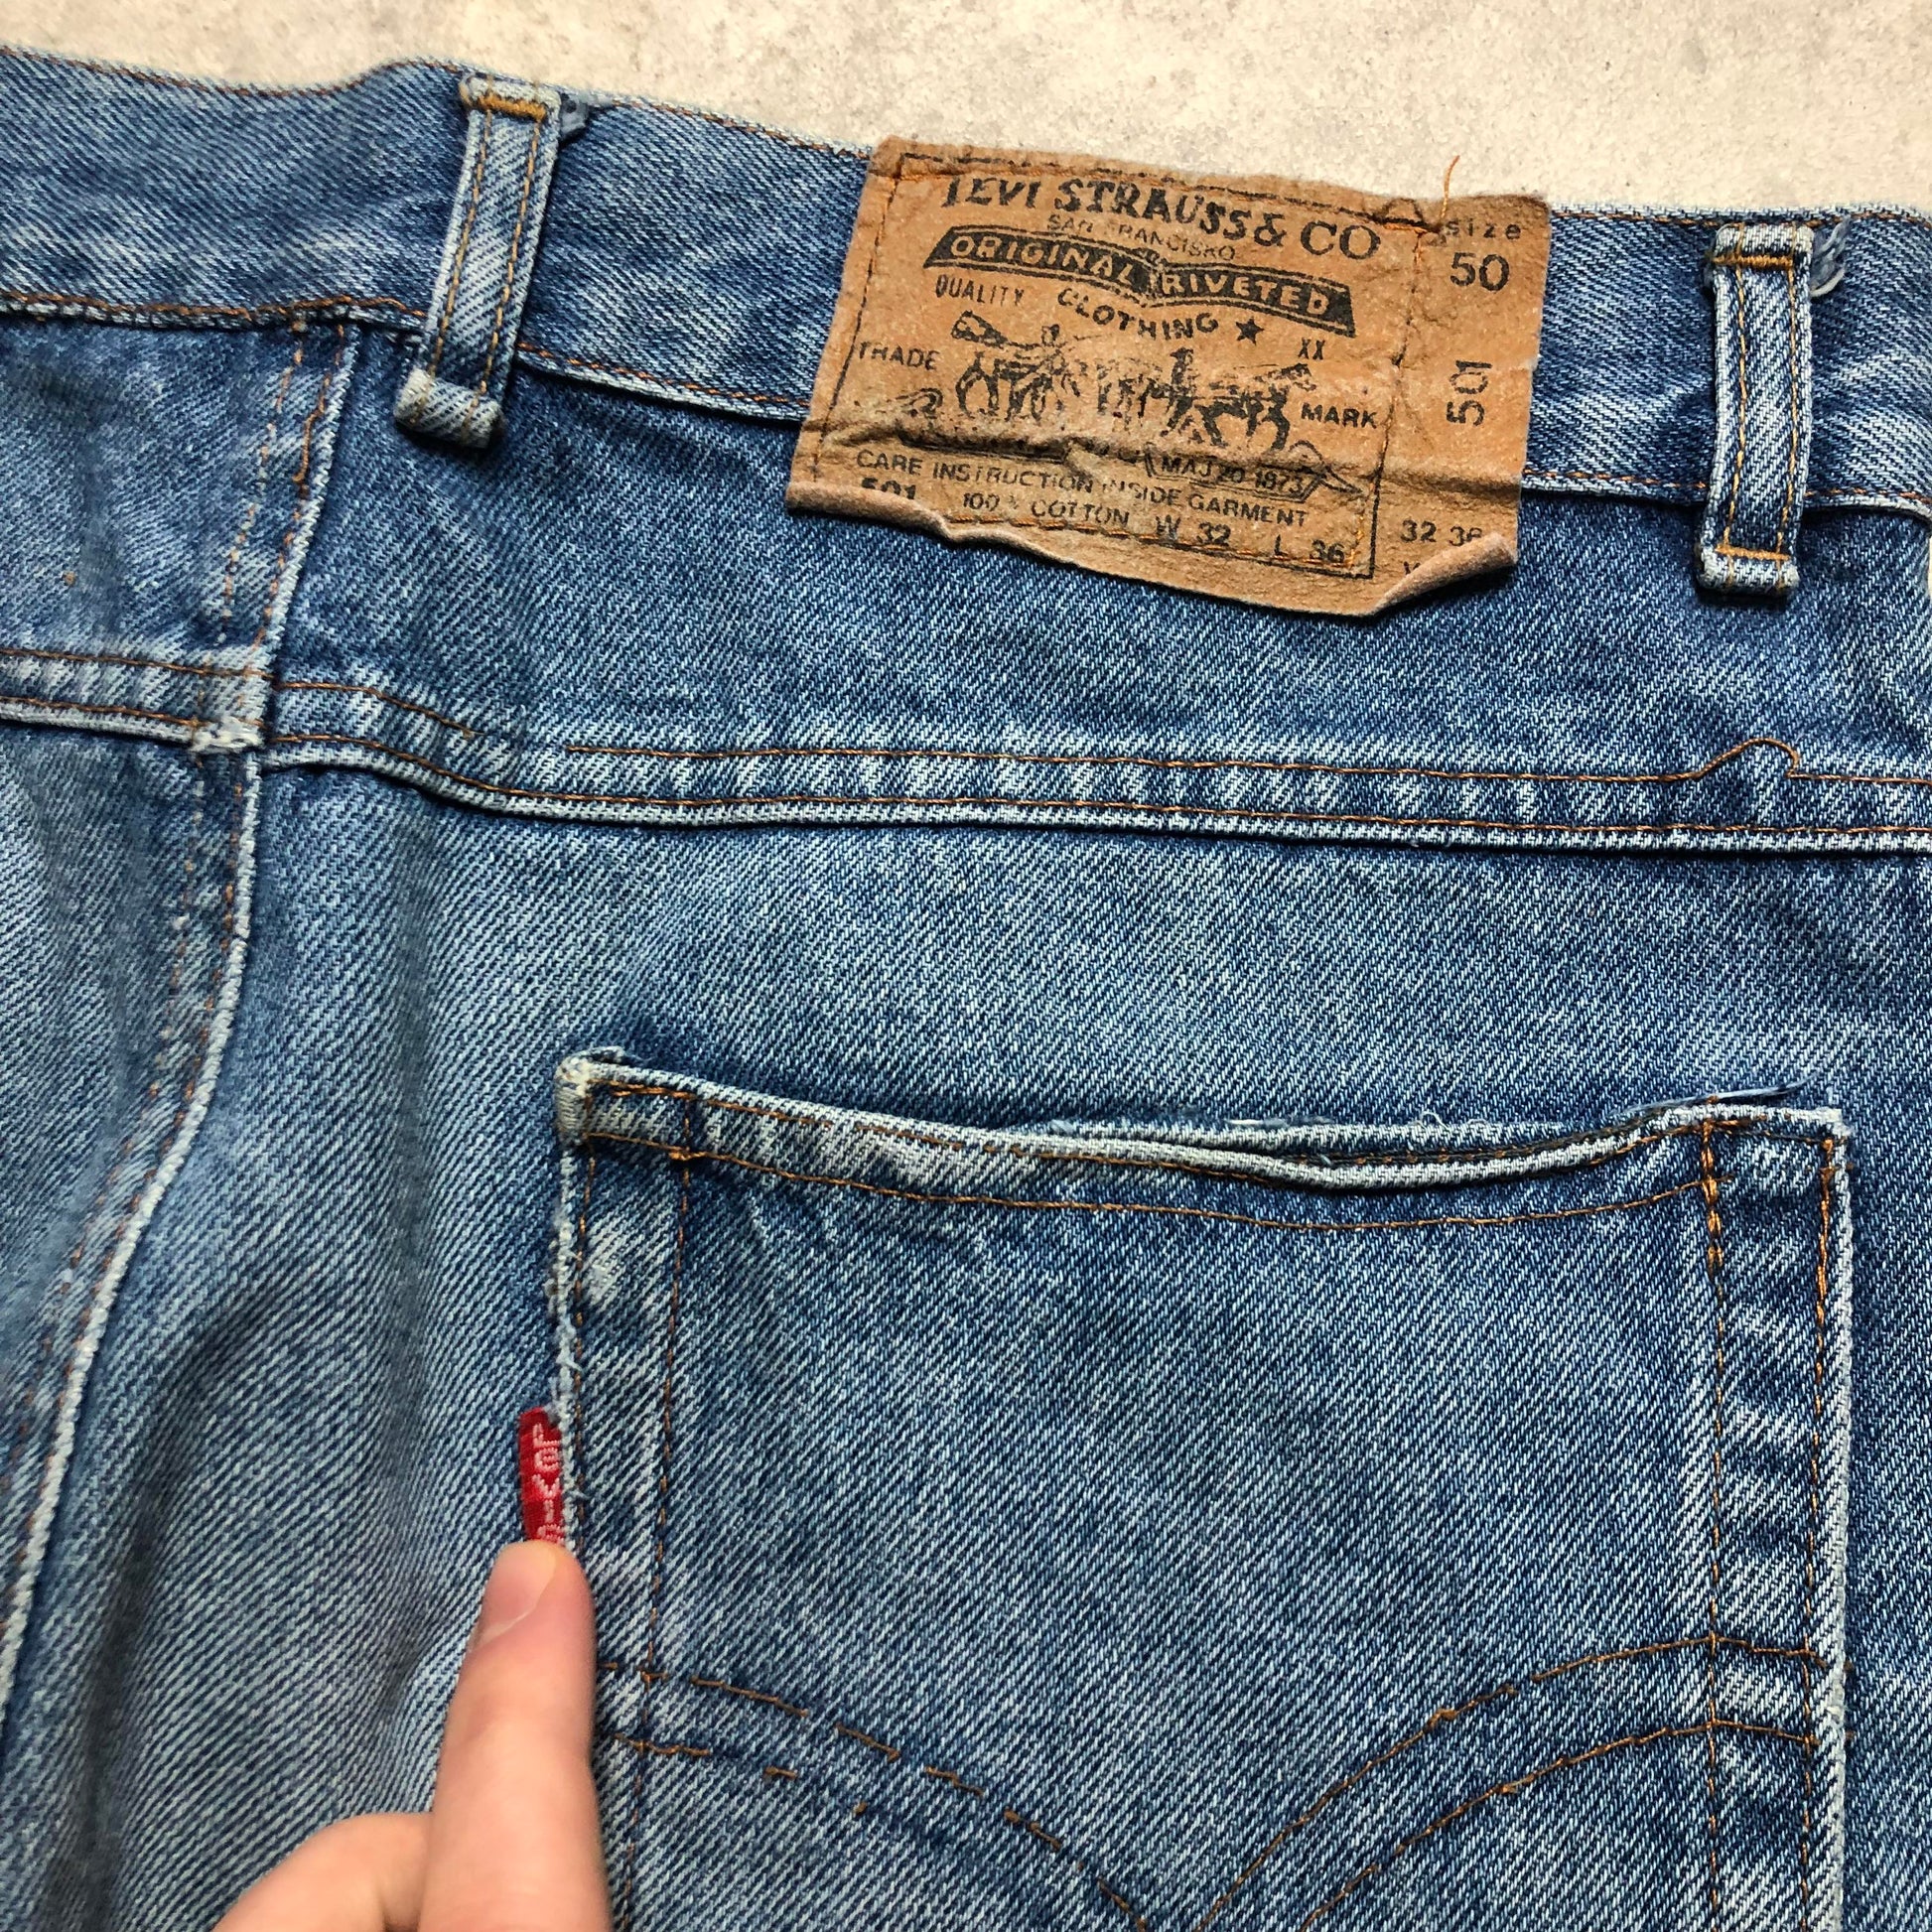 LEVI STRAUSS & CO
SAN FRANCISKO
ORIGINAL RIVETED
QUALITY CLOTHING
XX
TRADE MARK
MAJ 20 1873
CARE INSTRUCTION INSIDE GARMENT
501 100% COTTON W 32 L 36
size
50
501
32 36
LEVI'S